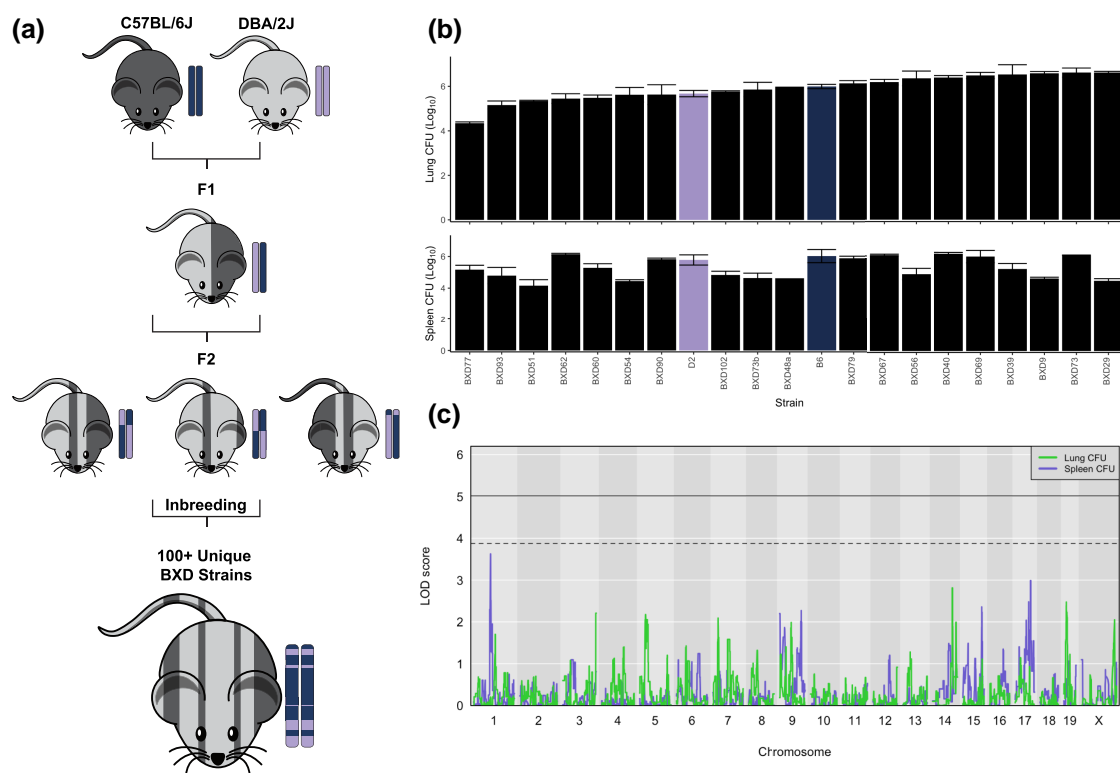 (a)
C57BL/6J DBA/2J
F1
F2
Inbreeding
100+ Unique
BXD Strains
(b)
Lung CFU (Log10)
6
4
2
0
Spleen CFU (Log10)
6
4
2
0
BXD77
BXD93
BXD51
BXD62
BXD60
BXD54
BXD90
D2
BXD102
BXD73b
BXD48a
B6
BXD79
BXD67
BXD56
BXD40
BXD69
BXD39
BXD9
BXD73
BXD29
Strain
(c)
LOD score
6
5
4
3
2
1
0
Lung CFU
Spleen CFU
1 2 3 4 5 6 7 8 9 10 11 12 13 14 15 16 17 18 19 X
Chromosome